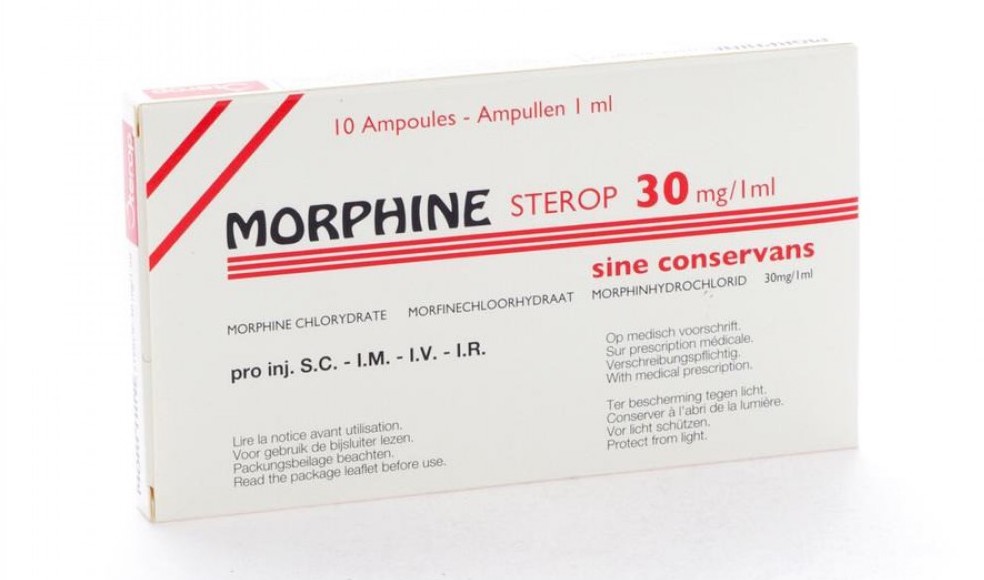 10 Ampoules - Ampullen 1 ml
MORPHINE STEROP 30 mg/1ml
sine conservans
MORPHINE CHLORYDRATE MORFINECHLOORHYDRAAT MORPHINHYDROCHLORID 30mg/1ml
pro inj. S.C. - I.M. - I.V. - I.R.
Op medisch voorschrift.
Sur prescription médicale.
Verschreibungspflichtig.
With medical prescription.
Ter bescherming tegen licht.
Conserver à l'abri de la lumière.
Vor licht schützen.
Protect from light.
Lire la notice avant utilisation.
Voor gebruik de bijsluiter lezen.
Packungsbeilage beachten.
Read the package leaflet before use.